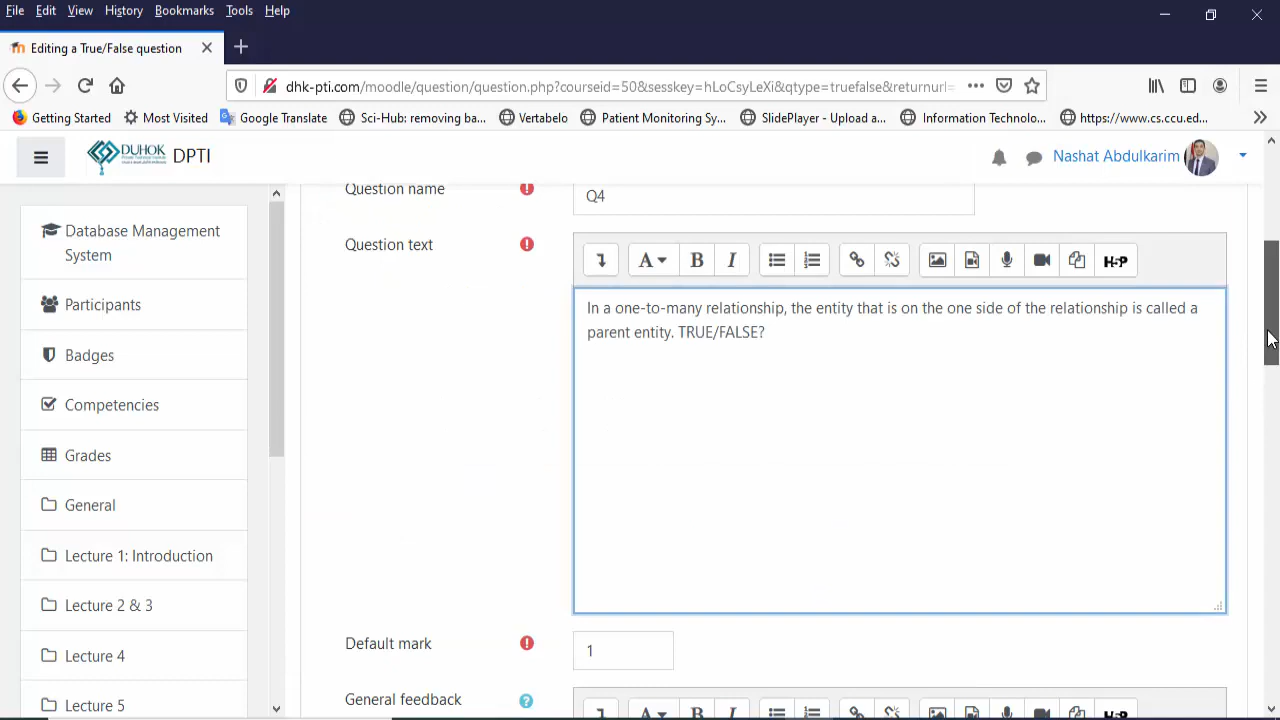 File Edit View History Bookmarks Tools Help
Editing a True/False question
dhk-pti.com/moodle/question/question.php?courseid=50&sesskey=hLoCsyLeXi&qtype=truefalse&returnurl=
Getting Started Most Visited Google Translate Sci-Hub: removing ba... Vertabelo Patient Monitoring Sy... SlidePlayer - Upload a... Information Technolo... https://www.cs.ccu.ed...
DUHOK DPTI Nashat Abdulkarim
Database Management
System
Participants
Badges
Competencies
Grades
General
Lecture 1: Introduction
Lecture 2 & 3
Lecture 4
Lecture 5
Question name Q4
Question text
A B I H-P
In a one-to-many relationship, the entity that is on the one side of the relationship is called a
parent entity. TRUE/FALSE?
Default mark 1
General feedback
A B I H-P